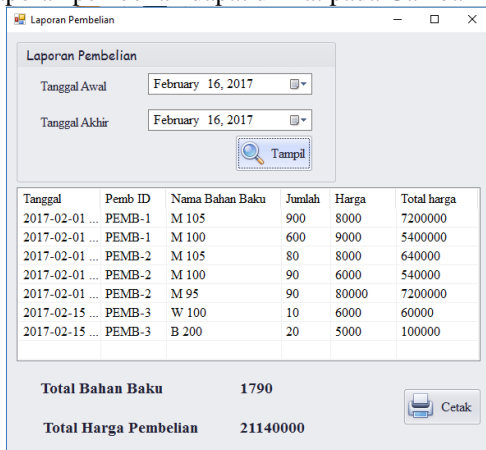 Laporan Pembelian
Laporan Pembelian
Tanggal Awal February 16, 2017
Tanggal Akhir February 16, 2017
Tampil
Tanggal Pemb ID Nama Bahan Baku Jumlah Harga Total harga
2017-02-01 ... PEMB-1 M 105 900 8000 7200000
2017-02-01 ... PEMB-1 M 100 600 9000 5400000
2017-02-01 ... PEMB-2 M 105 80 8000 640000
2017-02-01 ... PEMB-2 M 100 90 6000 540000
2017-02-01 ... PEMB-2 M 95 90 80000 7200000
2017-02-15 ... PEMB-3 W 100 10 6000 60000
2017-02-15 ... PEMB-3 B 200 20 5000 100000
Total Bahan Baku 1790
Cetak
Total Harga Pembelian 21140000